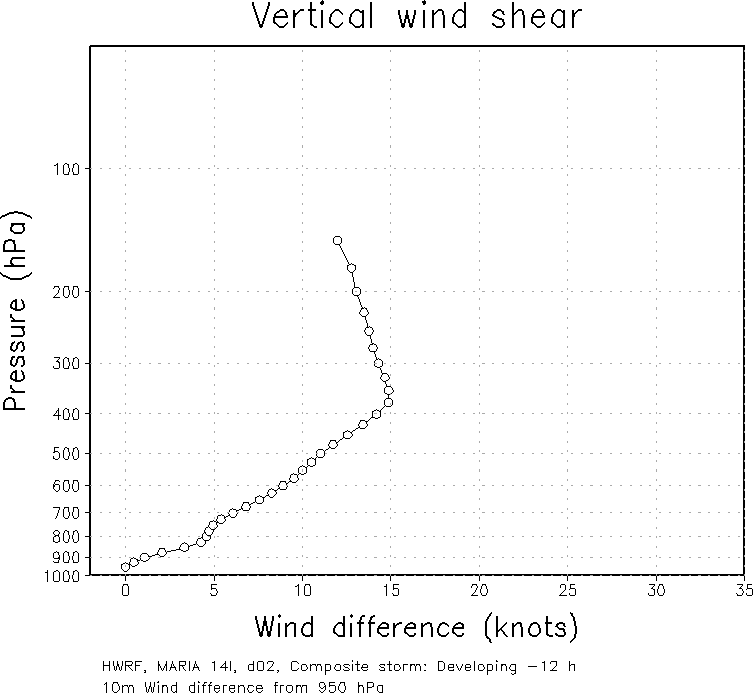 Vertical wind shear
Pressure (hPa)
100
200
300
400
500
600
700
800
900
1000
0 5 10 15 20 25 30 35
Wind difference (knots)
HWRF, MARIA 14l, d02, Composite storm: Developing −12 h
10m Wind difference from 950 hPa